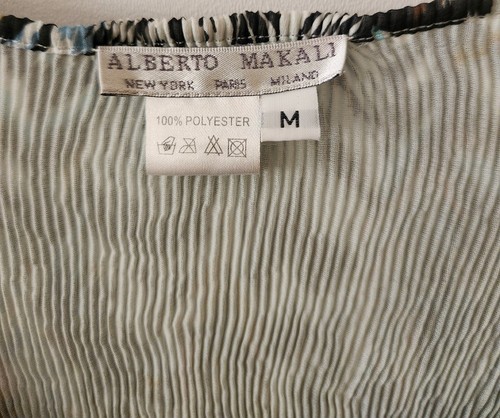 ALBERTO MAKALI
NEW YORK PARIS MILANO
100% POLYESTER
M